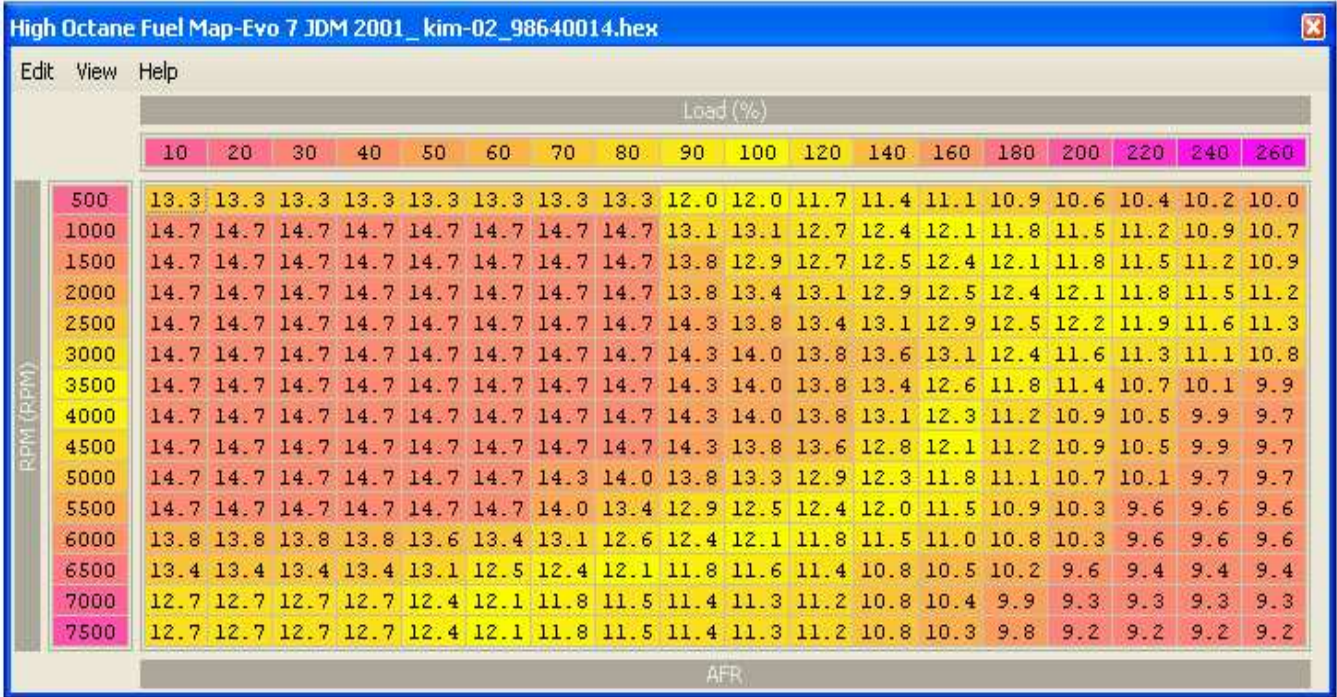 High Octane Fuel Map-Evo 7 JDM 2001_ kim-02_98640014.hex
Edit View Help
Load (%)
10 20 30 40 50 60 70 80 90 100 120 140 160 180 200 220 240 260
RPM (RPM)
500 13.3 13.3 13.3 13.3 13.3 13.3 13.3 13.3 12.0 12.0 11.7 11.4 11.1 10.9 10.6 10.4 10.2 10.0
1000 14.7 14.7 14.7 14.7 14.7 14.7 14.7 14.7 13.1 13.1 12.7 12.4 12.1 11.8 11.5 11.2 10.9 10.7
1500 14.7 14.7 14.7 14.7 14.7 14.7 14.7 14.7 13.8 12.9 12.7 12.5 12.4 12.1 11.8 11.5 11.2 10.9
2000 14.7 14.7 14.7 14.7 14.7 14.7 14.7 14.7 13.8 13.4 13.1 12.9 12.5 12.4 12.1 11.8 11.5 11.2
2500 14.7 14.7 14.7 14.7 14.7 14.7 14.7 14.7 14.3 13.8 13.4 13.1 12.9 12.5 12.2 11.9 11.6 11.3
3000 14.7 14.7 14.7 14.7 14.7 14.7 14.7 14.7 14.3 14.0 13.8 13.6 13.1 12.4 11.6 11.3 11.1 10.8
3500 14.7 14.7 14.7 14.7 14.7 14.7 14.7 14.7 14.3 14.0 13.8 13.4 12.6 11.8 11.4 10.7 10.1 9.9
4000 14.7 14.7 14.7 14.7 14.7 14.7 14.7 14.7 14.3 14.0 13.8 13.1 12.3 11.2 10.9 10.5 9.9 9.7
4500 14.7 14.7 14.7 14.7 14.7 14.7 14.7 14.7 14.3 13.8 13.6 12.8 12.1 11.2 10.9 10.5 9.9 9.7
5000 14.7 14.7 14.7 14.7 14.7 14.7 14.3 14.0 13.8 13.3 12.9 12.3 11.8 11.1 10.7 10.1 9.7 9.7
5500 14.7 14.7 14.7 14.7 14.7 14.7 14.0 13.4 12.9 12.5 12.4 12.0 11.5 10.9 10.3 9.6 9.6 9.6
6000 13.8 13.8 13.8 13.8 13.6 13.4 13.1 12.6 12.4 12.1 11.8 11.5 11.0 10.8 10.3 9.6 9.6 9.6
6500 13.4 13.4 13.4 13.4 13.1 12.5 12.4 12.1 11.8 11.6 11.4 10.8 10.5 10.2 9.6 9.4 9.4 9.4
7000 12.7 12.7 12.7 12.7 12.4 12.1 11.8 11.5 11.4 11.3 11.2 10.8 10.4 9.9 9.3 9.3 9.3 9.3
7500 12.7 12.7 12.7 12.7 12.4 12.1 11.8 11.5 11.4 11.3 11.2 10.8 10.3 9.8 9.2 9.2 9.2 9.2
AFR